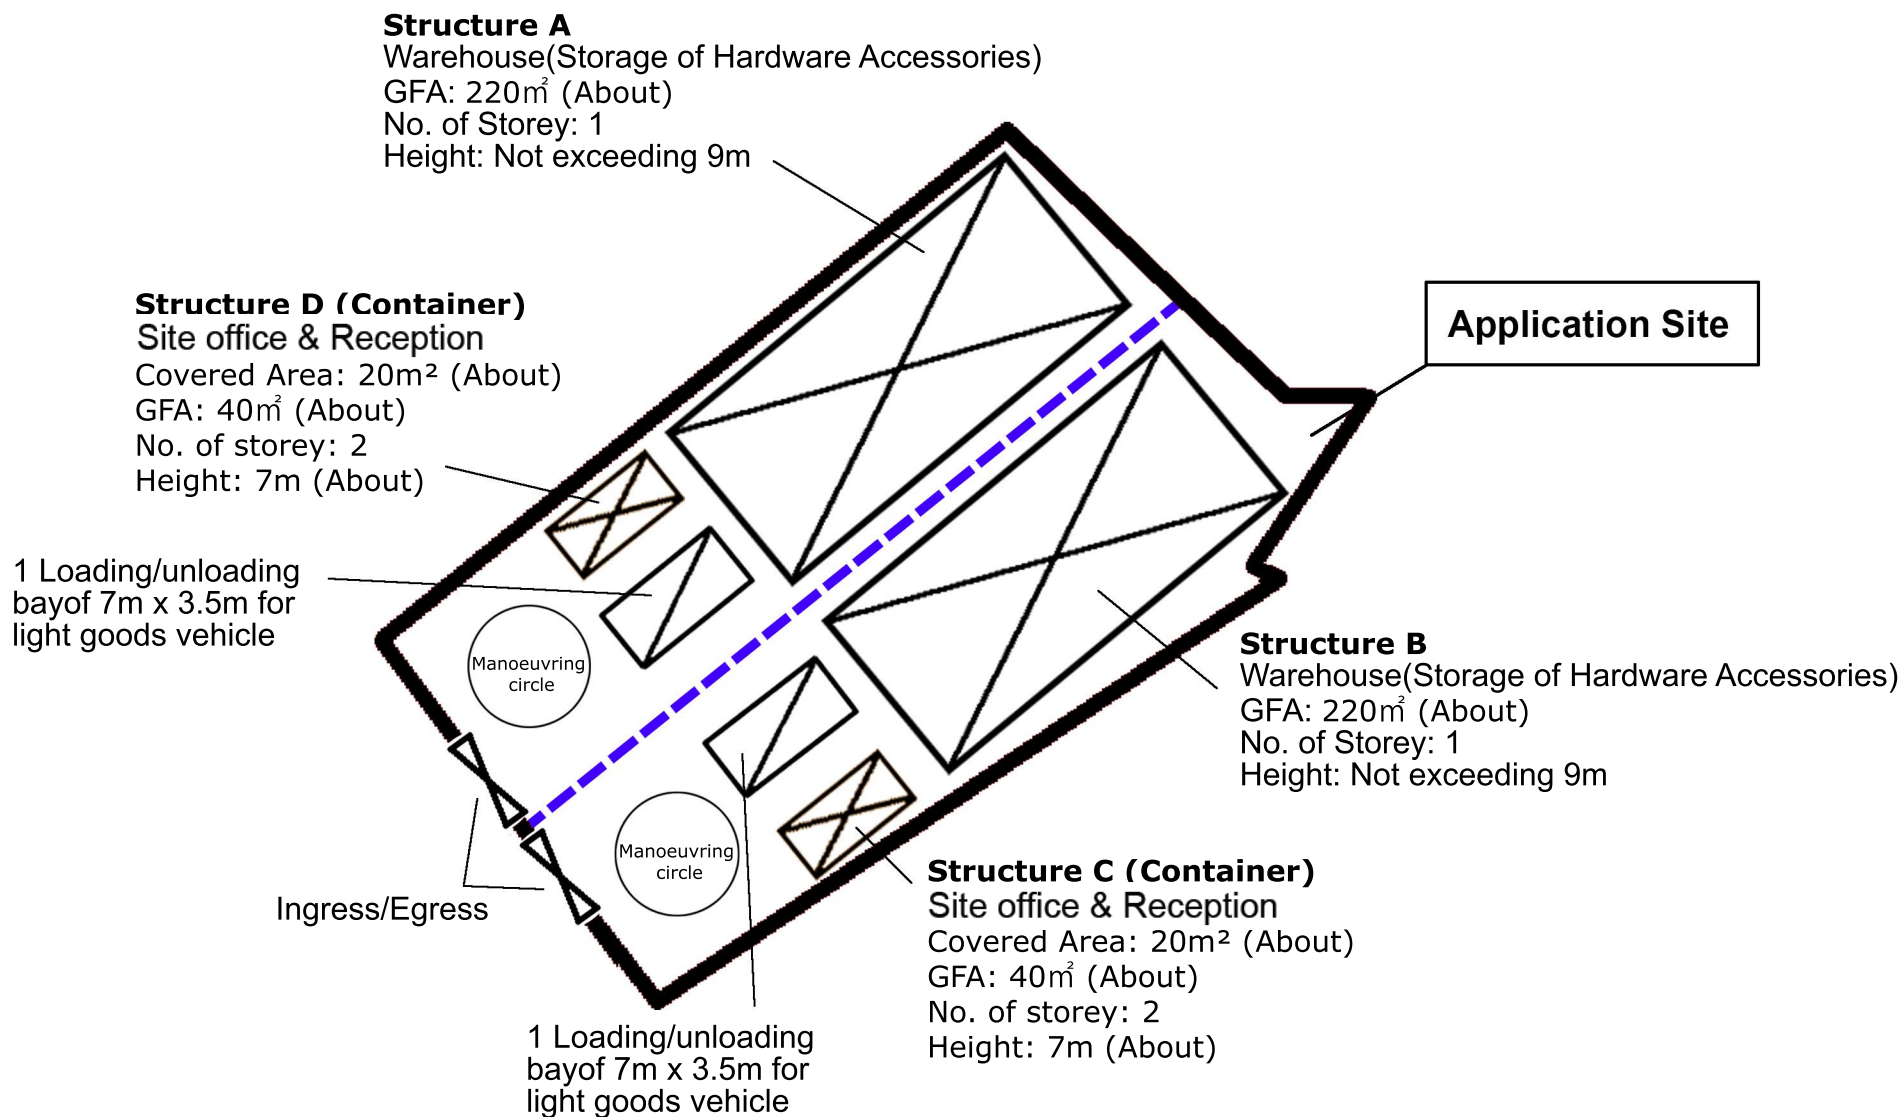 Structure A
Warehouse(Storage of Hardware Accessories)
GFA: 220㎡ (About)
No. of Storey: 1
Height: Not exceeding 9m
Structure D (Container)
Site office & Reception
Covered Area: 20m² (About)
GFA: 40㎡ (About)
No. of storey: 2
Height: 7m (About)
Application Site
1 Loading/unloading
bayof 7m x 3.5m for
light goods vehicle
Manoeuvring
circle
Structure B
Warehouse(Storage of Hardware Accessories)
GFA: 220㎡ (About)
No. of Storey: 1
Height: Not exceeding 9m
Manoeuvring
circle
Ingress/Egress
Structure C (Container)
Site office & Reception
Covered Area: 20m² (About)
GFA: 40㎡ (About)
No. of storey: 2
Height: 7m (About)
1 Loading/unloading
bayof 7m x 3.5m for
light goods vehicle